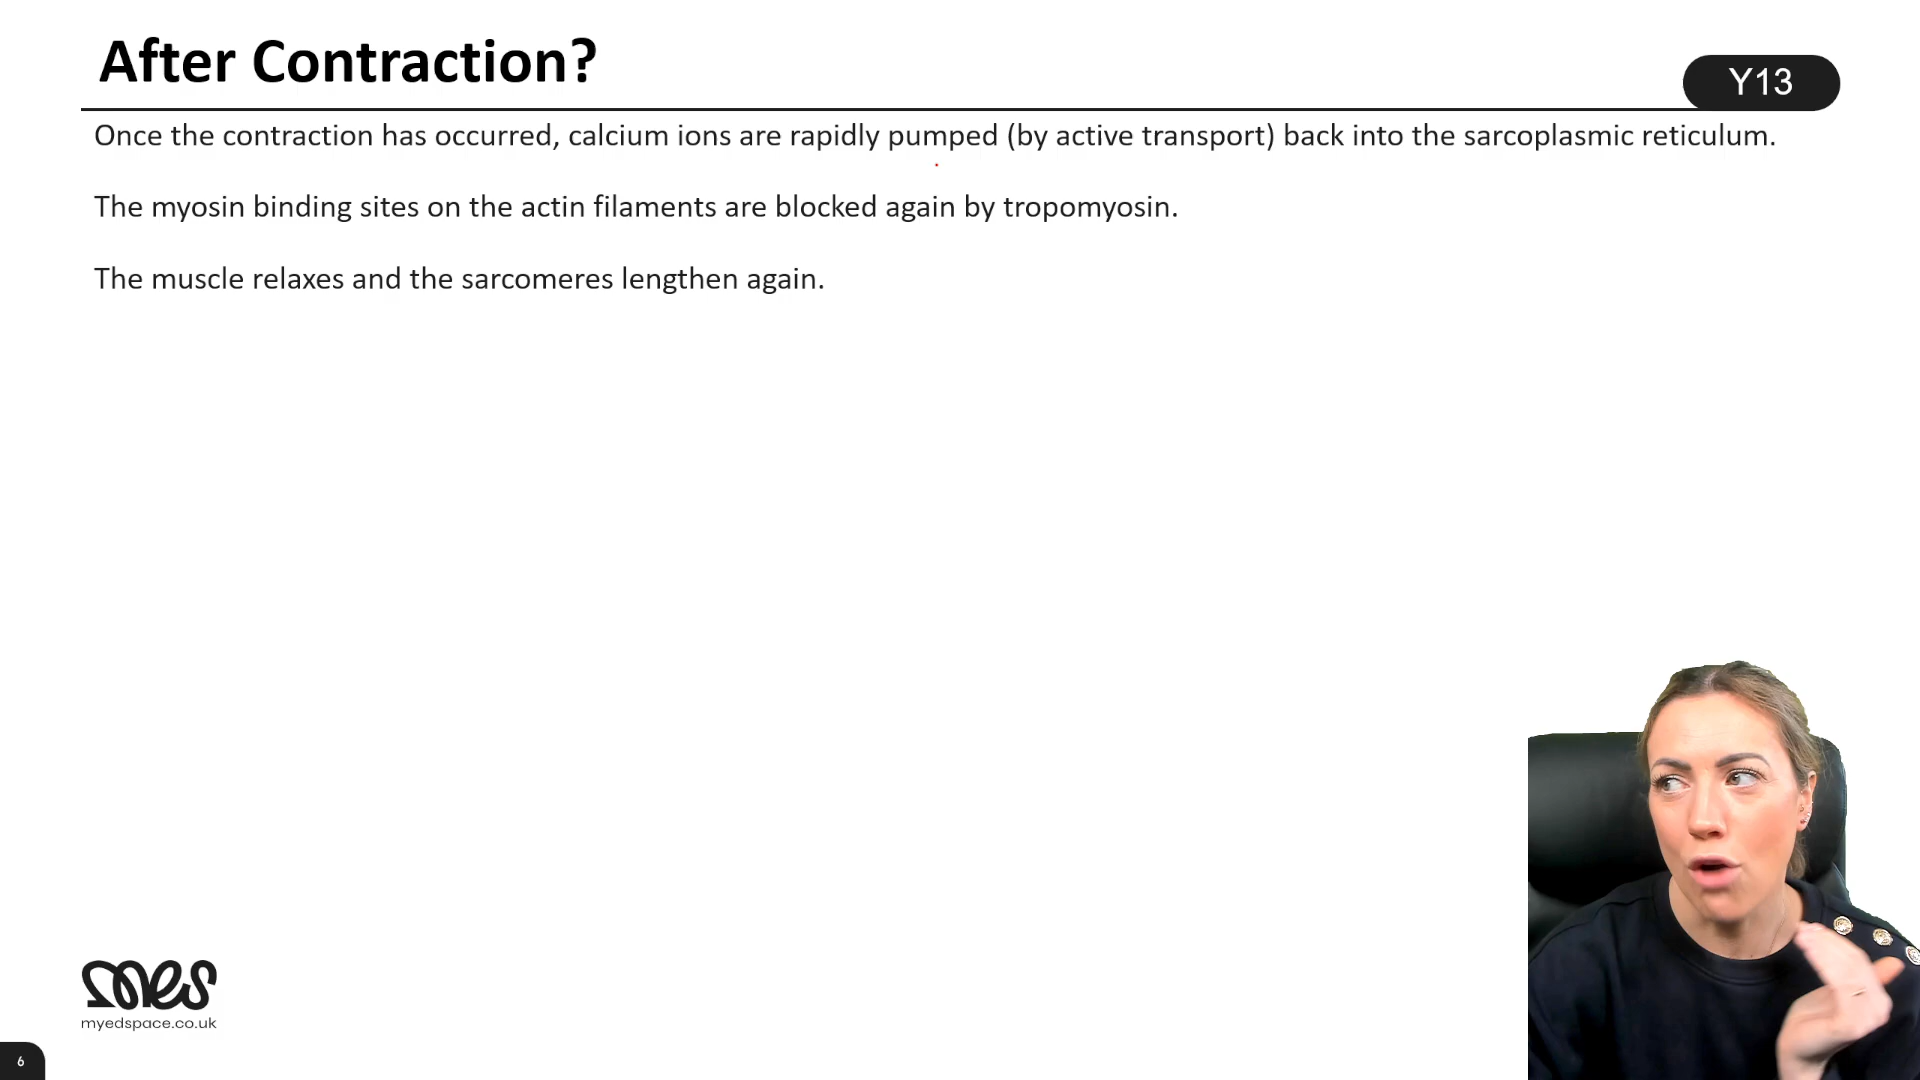 After Contraction?
Y13
Once the contraction has occurred, calcium ions are rapidly pumped (by active transport) back into the sarcoplasmic reticulum.
The myosin binding sites on the actin filaments are blocked again by tropomyosin.
The muscle relaxes and the sarcomeres lengthen again.
mes
myedspace.co.uk
6